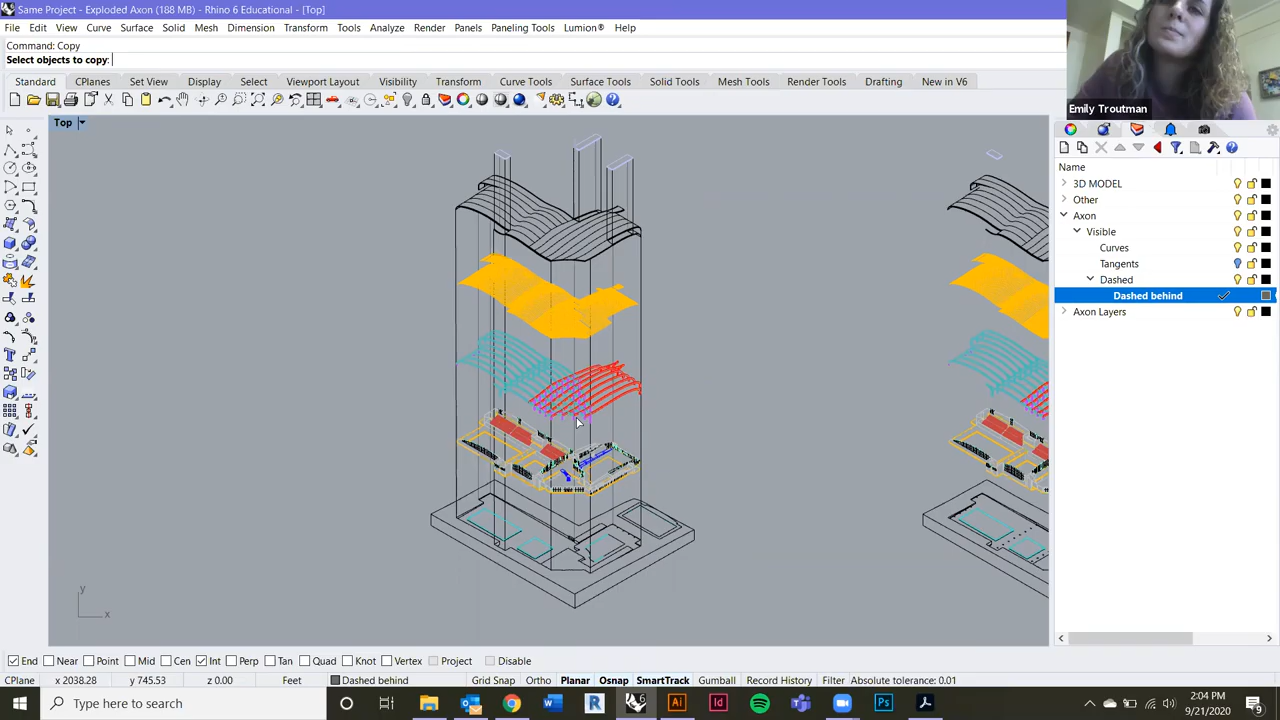 Same Project - Exploded Axon (188 MB) - Rhino 6 Educational - [Top]
File Edit View Curve Surface Solid Mesh Dimension Transform Tools Analyze Render Panels Paneling Tools Lumion® Help
Command: Copy
Select objects to copy:
Standard CPlanes Set View Display Select Viewport Layout Visibility Transform Curve Tools Surface Tools Solid Tools Mesh Tools Render Tools Drafting New in V6
Emily Troutman
Top
Name
3D MODEL
Other
Axon
Visible
Curves
Tangents
Dashed
Dashed behind
Axon Layers
y
x
End Near Point Mid Cen Int Perp Tan Quad Knot Vertex Project Disable
CPlane x 2038.28 y 745.53 z 0.00 Feet Dashed behind Grid Snap Ortho Planar Osnap SmartTrack Gumball Record History Filter Absolute tolerance: 0.01
Type here to search
2:04 PM
9/21/2020